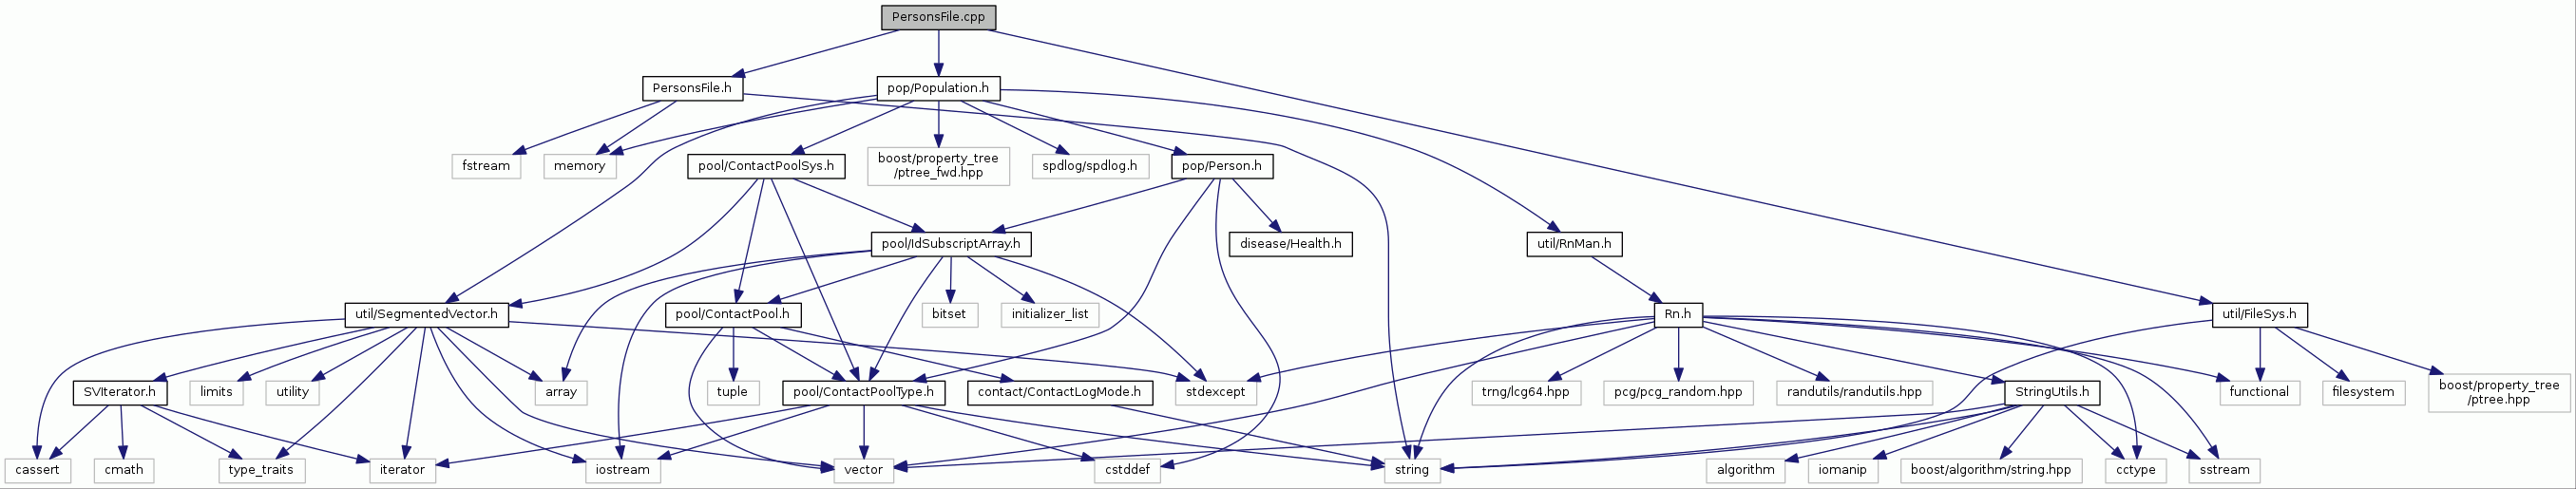 PersonsFile.cpp
PersonsFile.h
pop/Population.h
fstream
memory
pool/ContactPoolSys.h
boost/property_tree
/ptree_fwd.hpp
spdlog/spdlog.h
pop/Person.h
pool/IdSubscriptArray.h
disease/Health.h
util/RnMan.h
util/SegmentedVector.h
pool/ContactPool.h
bitset
initializer_list
Rn.h
util/FileSys.h
SVIterator.h
limits
utility
array
tuple
pool/ContactPoolType.h
contact/ContactLogMode.h
stdexcept
trng/lcg64.hpp
pcg/pcg_random.hpp
randutils/randutils.hpp
StringUtils.h
functional
filesystem
boost/property_tree
/ptree.hpp
cassert
cmath
type_traits
iterator
iostream
vector
cstddef
string
algorithm
iomanip
boost/algorithm/string.hpp
cctype
sstream